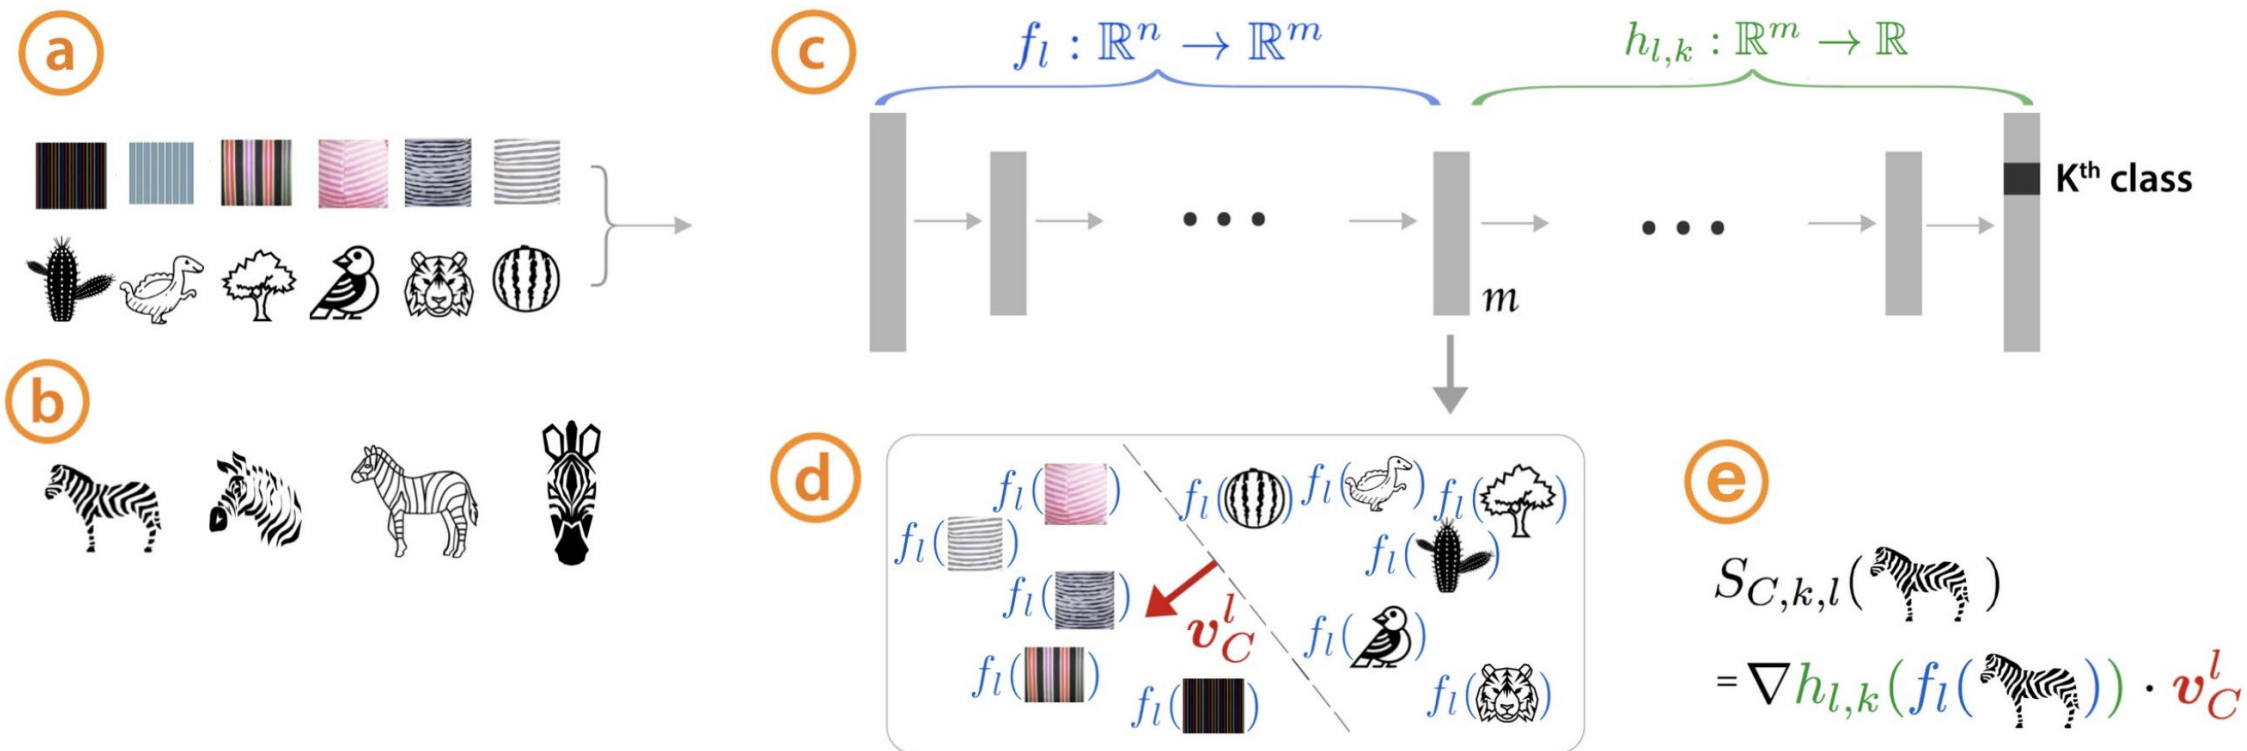 a
c
f_l : ℝ^n → ℝ^m
h_{l,k} : ℝ^m → ℝ
K^th class
m
b
d
f_l( )
f_l( )
f_l( )
f_l( )
f_l( )
f_l( )
f_l( )
f_l( )
v_C^l
f_l( )
f_l( )
f_l( )
e
S_{C,k,l}( )
= ∇h_{l,k}(f_l( )) · v_C^l